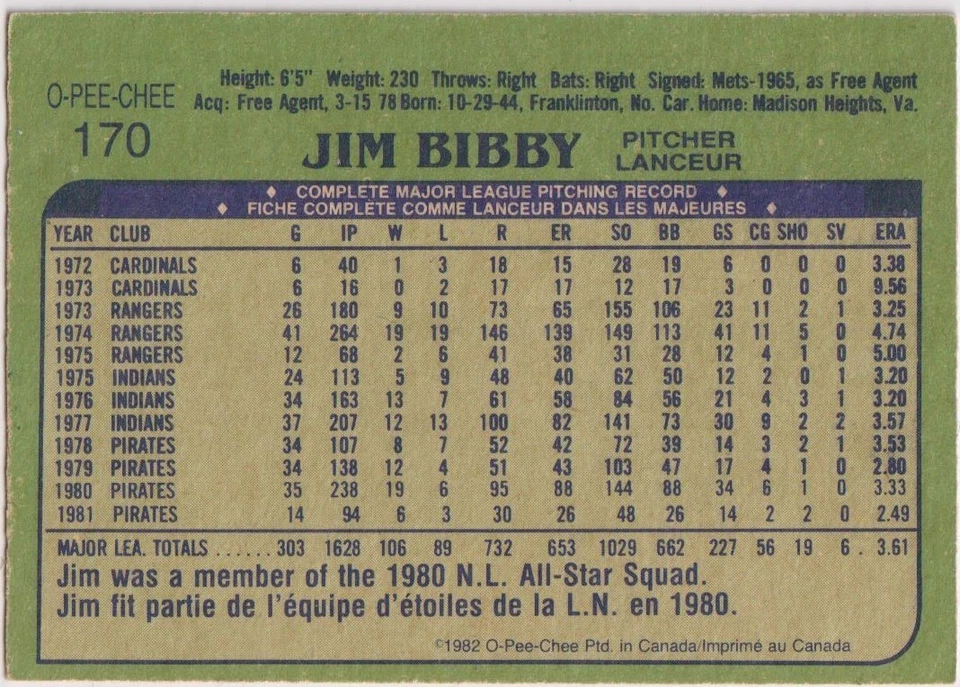 Height: 6'5" Weight: 230 Throws: Right Bats: Right Signed: Mets-1965, as Free Agent
O-PEE-CHEE Acq: Free Agent, 3-15 78 Born: 10-29-44, Franklinton, No. Car. Home: Madison Heights, Va.
170 JIM BIBBY PITCHER
LANCEUR
♦ COMPLETE MAJOR LEAGUE PITCHING RECORD ♦
♦ FICHE COMPLÈTE COMME LANCEUR DANS LES MAJEURES ♦
YEAR CLUB G IP W L R ER SO BB GS CG SHO SV ERA
1972 CARDINALS 6 40 1 3 18 15 28 19 6 0 0 0 3.38
1973 CARDINALS 6 16 0 2 17 17 12 17 3 0 0 0 9.56
1973 RANGERS 26 180 9 10 73 65 155 106 23 11 2 1 3.25
1974 RANGERS 41 264 19 19 146 139 149 113 41 11 5 0 4.74
1975 RANGERS 12 68 2 6 41 38 31 28 12 4 1 0 5.00
1975 INDIANS 24 113 5 9 48 40 62 50 12 2 0 1 3.20
1976 INDIANS 34 163 13 7 61 58 84 56 21 4 3 1 3.20
1977 INDIANS 37 207 12 13 100 82 141 73 30 9 2 2 3.57
1978 PIRATES 34 107 8 7 52 42 72 39 14 3 2 1 3.53
1979 PIRATES 34 138 12 4 51 43 103 47 17 4 1 0 2.80
1980 PIRATES 35 238 19 6 95 88 144 88 34 6 1 0 3.33
1981 PIRATES 14 94 6 3 30 26 48 26 14 2 2 0 2.49
MAJOR LEA. TOTALS ...... 303 1628 106 89 732 653 1029 662 227 56 19 6 . 3.61
Jim was a member of the 1980 N.L. All-Star Squad.
Jim fit partie de l'équipe d'étoiles de la L.N. en 1980.
©1982 O-Pee-Chee Ptd. in Canada/Imprimé au Canada